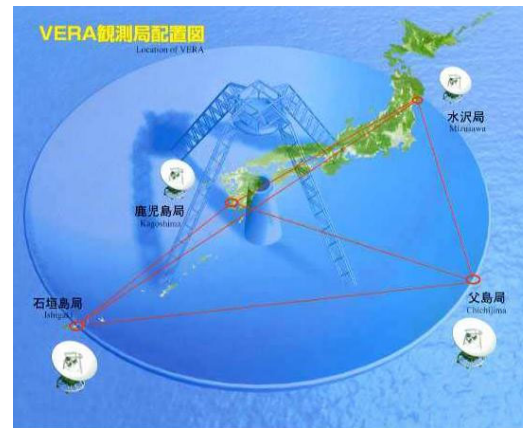 VERA観測局配置図
Location of VERA
水沢局
Mizusawa
鹿児島局
Kagoshima
石垣島局
Ishigaki
父島局
Chichijima